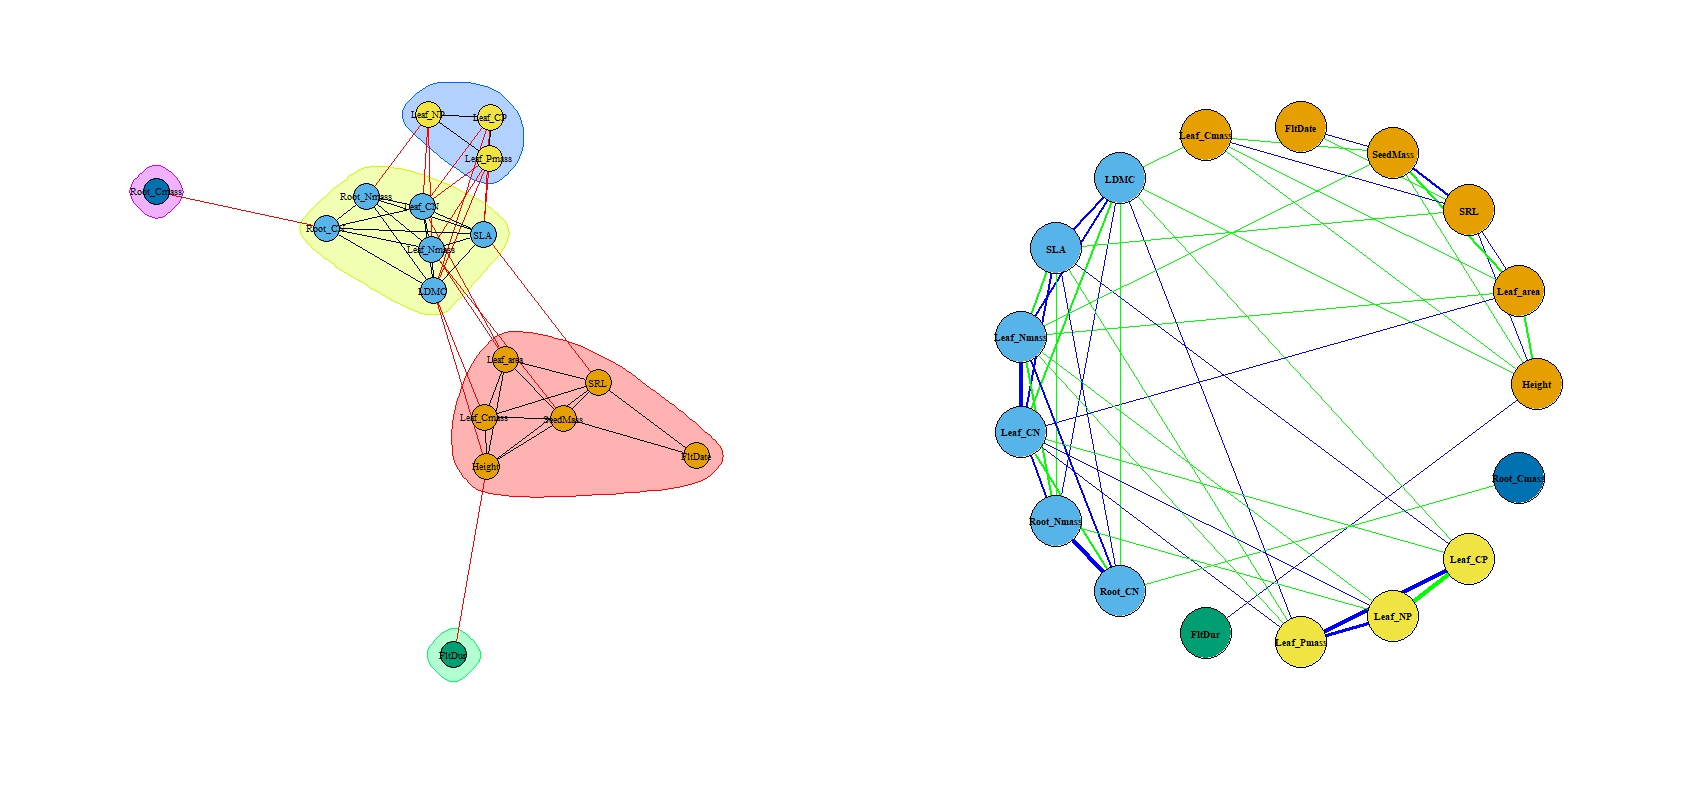 Leaf_NP
Leaf_CP
Leaf_Pmass
Root_Cmass
Root_Nmass
Leaf_CN
Root_CN
SLA
Leaf_Nmass
LDMC
Leaf_area
SRL
Leaf_Cmass
SeedMass
FltDate
Height
FltDur
Leaf_Cmass
FltDate
SeedMass
LDMC
SRL
SLA
Leaf_area
Leaf_Nmass
Height
Leaf_CN
Root_Cmass
Root_Nmass
Leaf_CP
Root_CN
Leaf_NP
FltDur
Leaf_Pmass